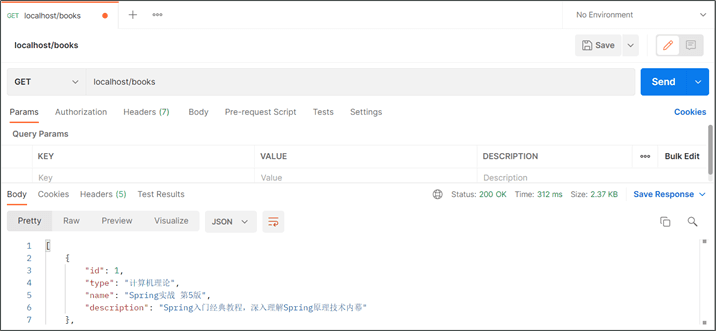 GET localhost/books
No Environment
localhost/books
Save
GET localhost/books Send
Params Authorization Headers (7) Body Pre-request Script Tests Settings Cookies
Query Params
KEY VALUE DESCRIPTION Bulk Edit
Key Value Description
Body Cookies Headers (5) Test Results Status: 200 OK Time: 312 ms Size: 2.37 KB Save Response
Pretty Raw Preview Visualize JSON
1 [
2 {
3 "id": 1,
4 "type": "计算机理论",
5 "name": "Spring实战 第5版",
6 "description": "Spring入门经典教程，深入理解Spring原理技术内幕"
7 },